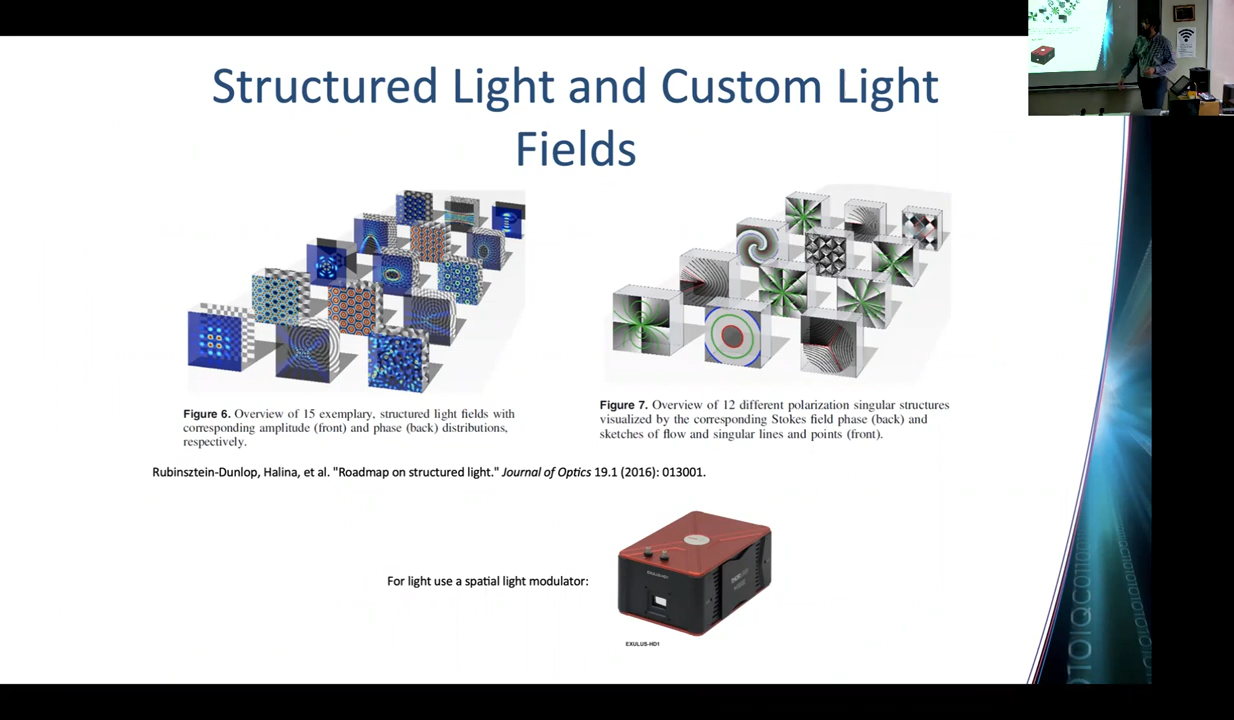 Structured Light and Custom Light
Fields
Figure 6. Overview of 15 exemplary, structured light fields with
corresponding amplitude (front) and phase (back) distributions,
respectively.
Figure 7. Overview of 12 different polarization singular structures
visualized by the corresponding Stokes field phase (back) and
sketches of flow and singular lines and points (front).
Rubinsztein-Dunlop, Halina, et al. "Roadmap on structured light." Journal of Optics 19.1 (2016): 013001.
For light use a spatial light modulator:
EXULUS-HD1
EXULUS-HD1